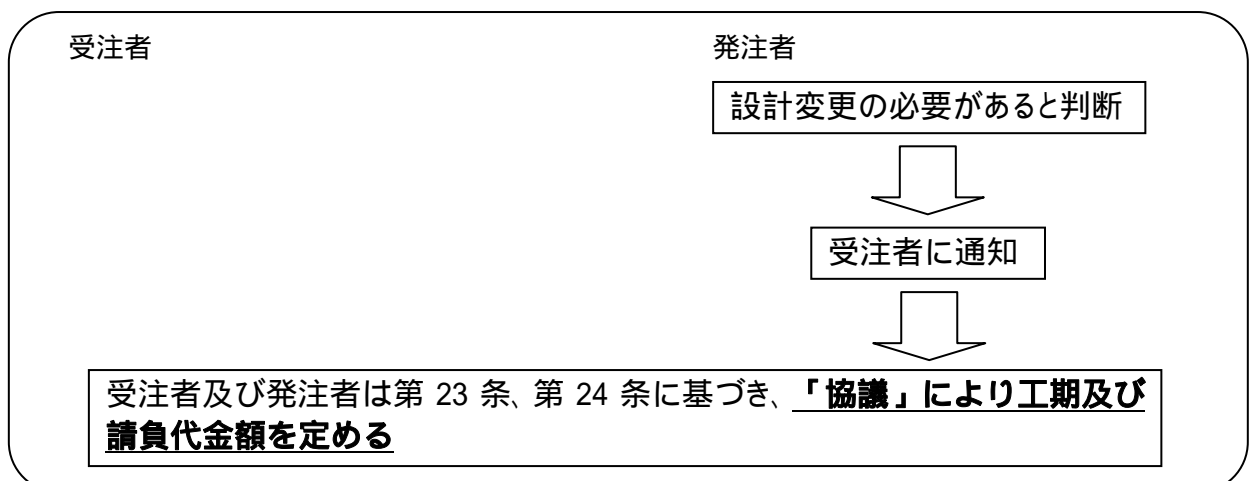 受注者
発注者
設計変更の必要があると判断
受注者に通知
受注者及び発注者は第 23 条、第 24 条に基づき、「協議」により工期及び
請負代金額を定める